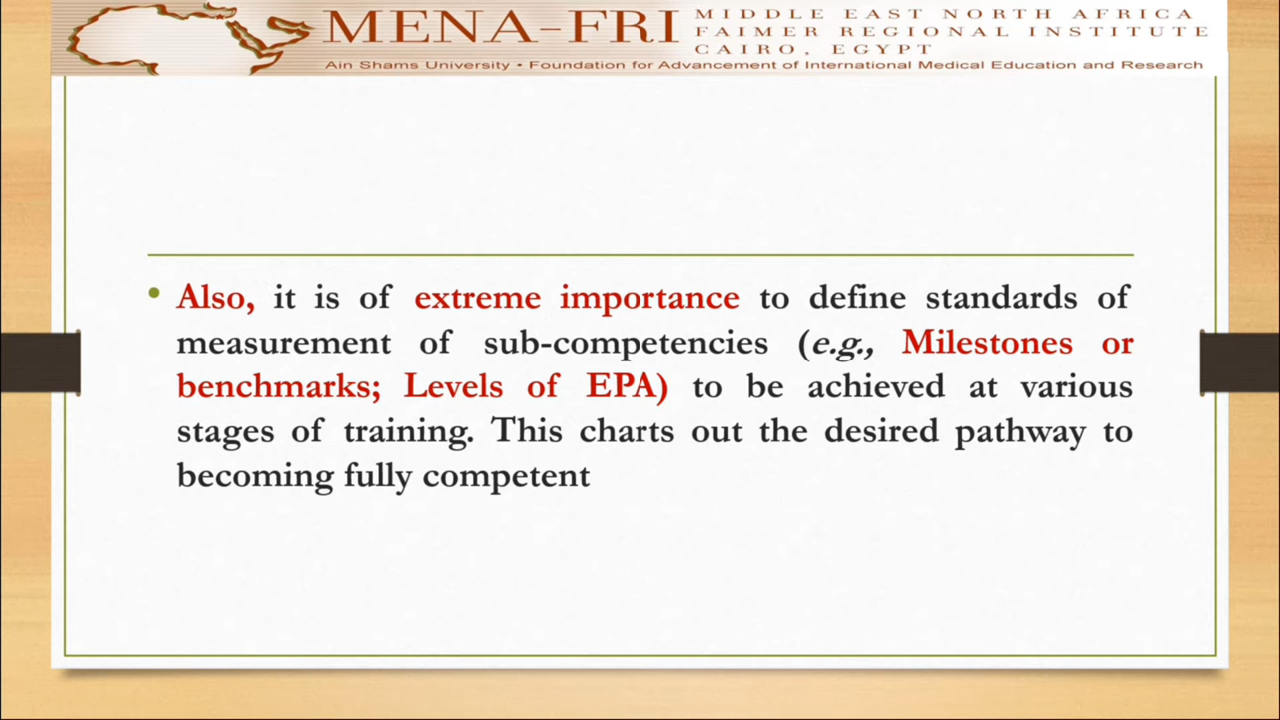 MENA-FRI
MIDDLE EAST NORTH AFRICA
FAIMER REGIONAL INSTITUTE
CAIRO, EGYPT
Ain Shams University • Foundation for Advancement of International Medical Education and Research
• Also, it is of extreme importance to define standards of
measurement of sub-competencies (e.g., Milestones or
benchmarks; Levels of EPA) to be achieved at various
stages of training. This charts out the desired pathway to
becoming fully competent